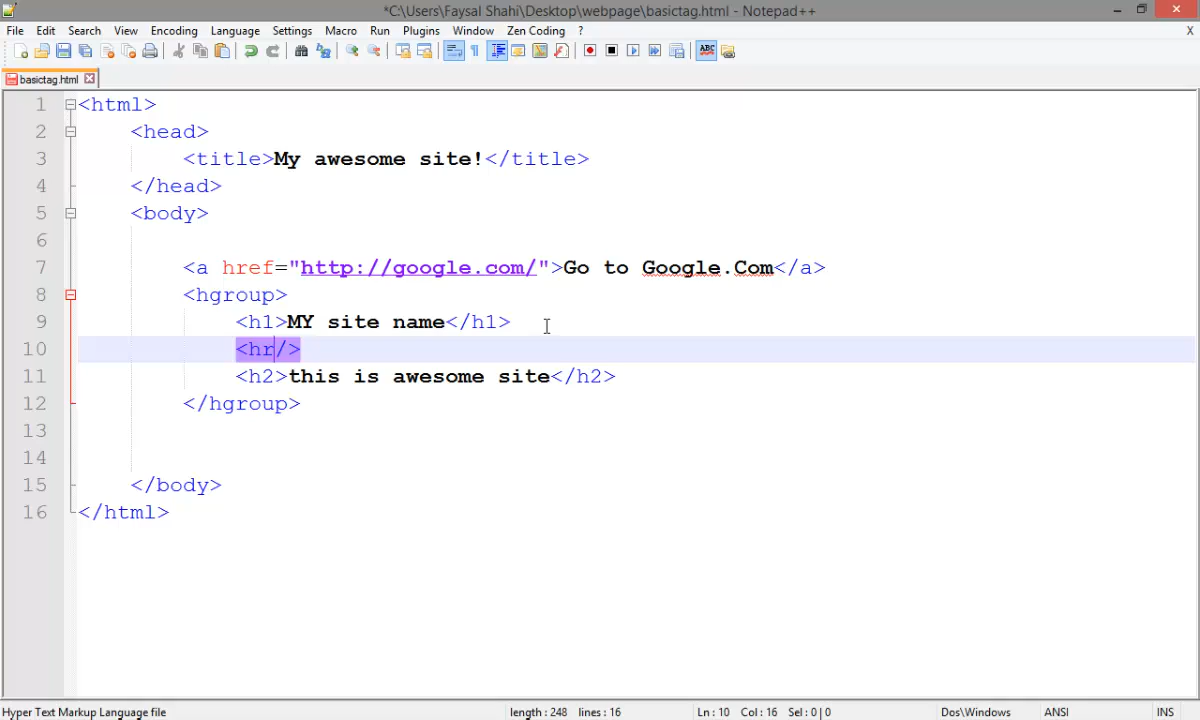 *C:\Users\Faysal Shahi\Desktop\webpage\basictag.html - Notepad++
File Edit Search View Encoding Language Settings Macro Run Plugins Window Zen Coding ? X
ABC
basictag.html
1 <html>
2 <head>
3 <title>My awesome site!</title>
4 </head>
5 <body>
6
7 <a href="http://google.com/">Go to Google.Com</a>
8 <hgroup>
9 <h1>MY site name</h1>
10 <hr/>
11 <h2>this is awesome site</h2>
12 </hgroup>
13
14
15 </body>
16 </html>
Hyper Text Markup Language file length : 248 lines : 16 Ln : 10 Col : 16 Sel : 0 | 0 Dos\Windows ANSI INS